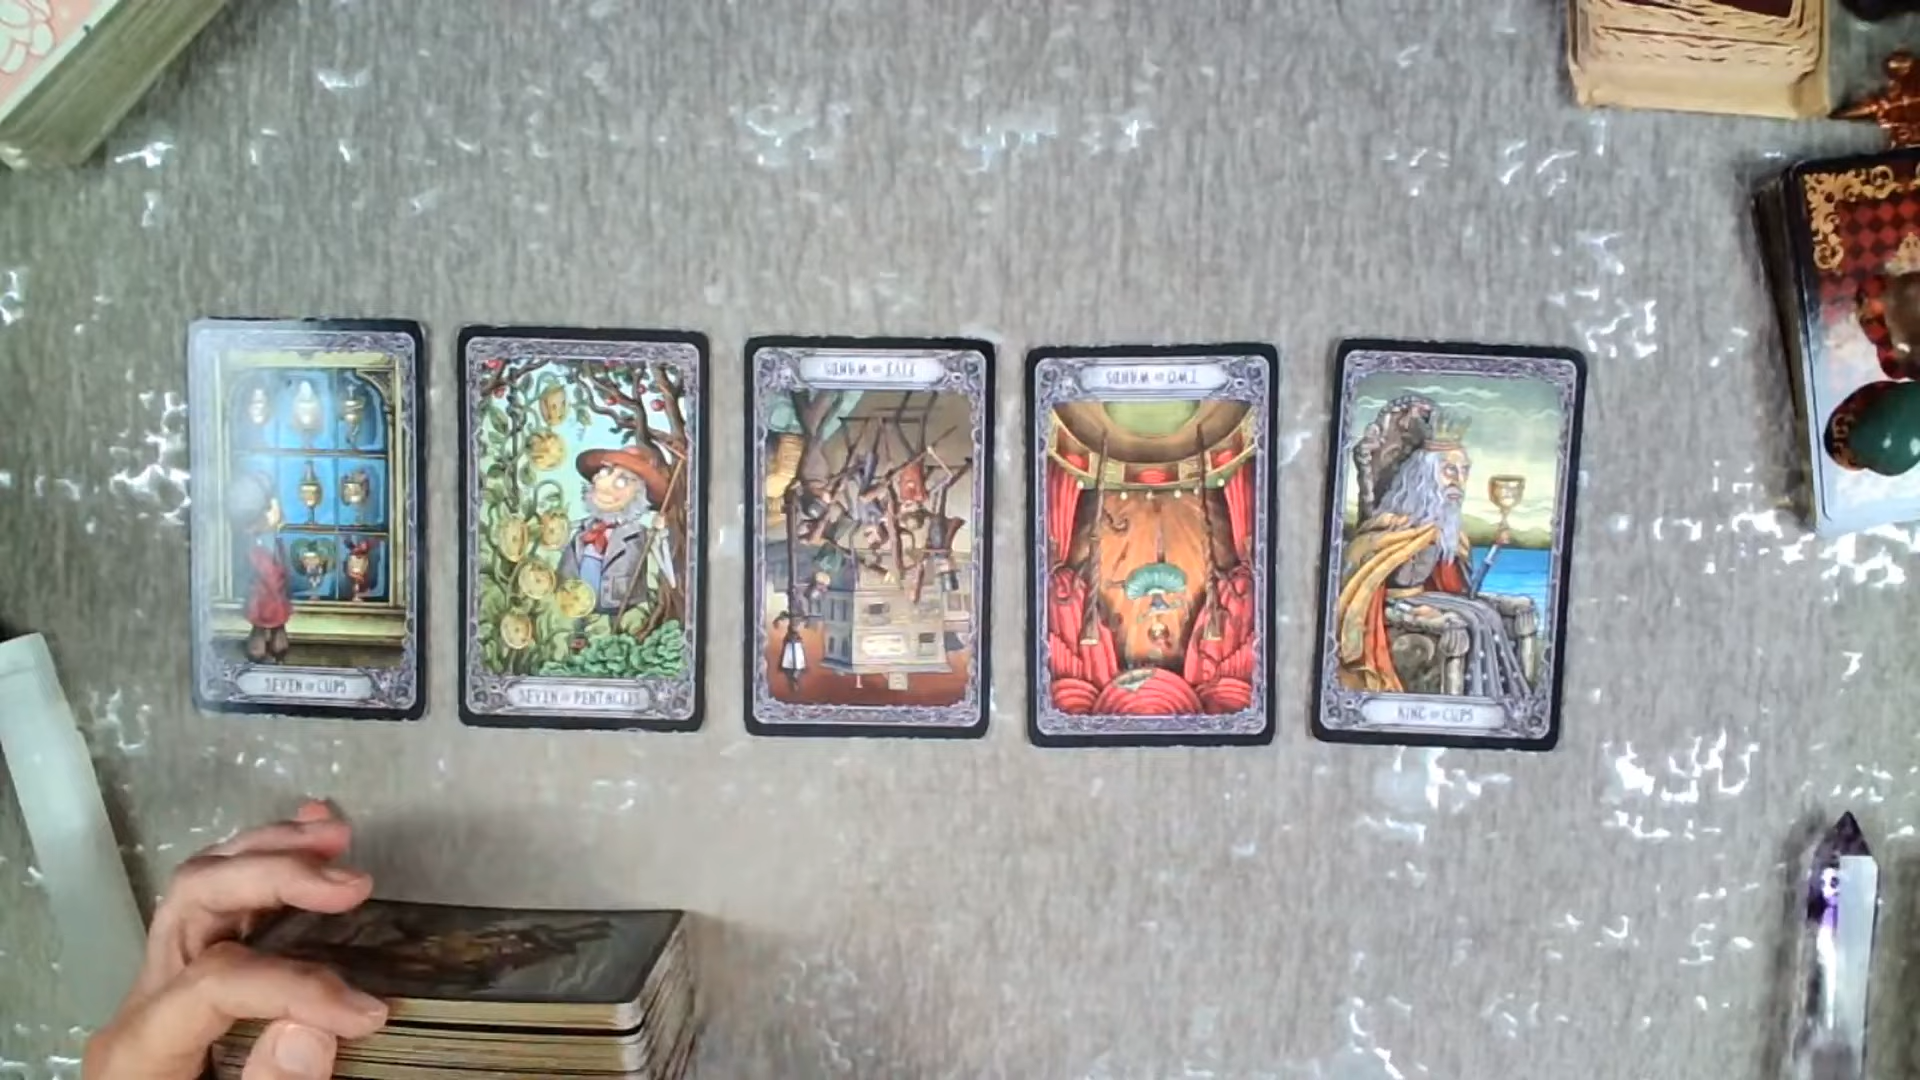 SEVEN OF CUPS
SEVEN OF PENTACLES
FIVE OF WANDS
TWO OF WANDS
KING OF CUPS